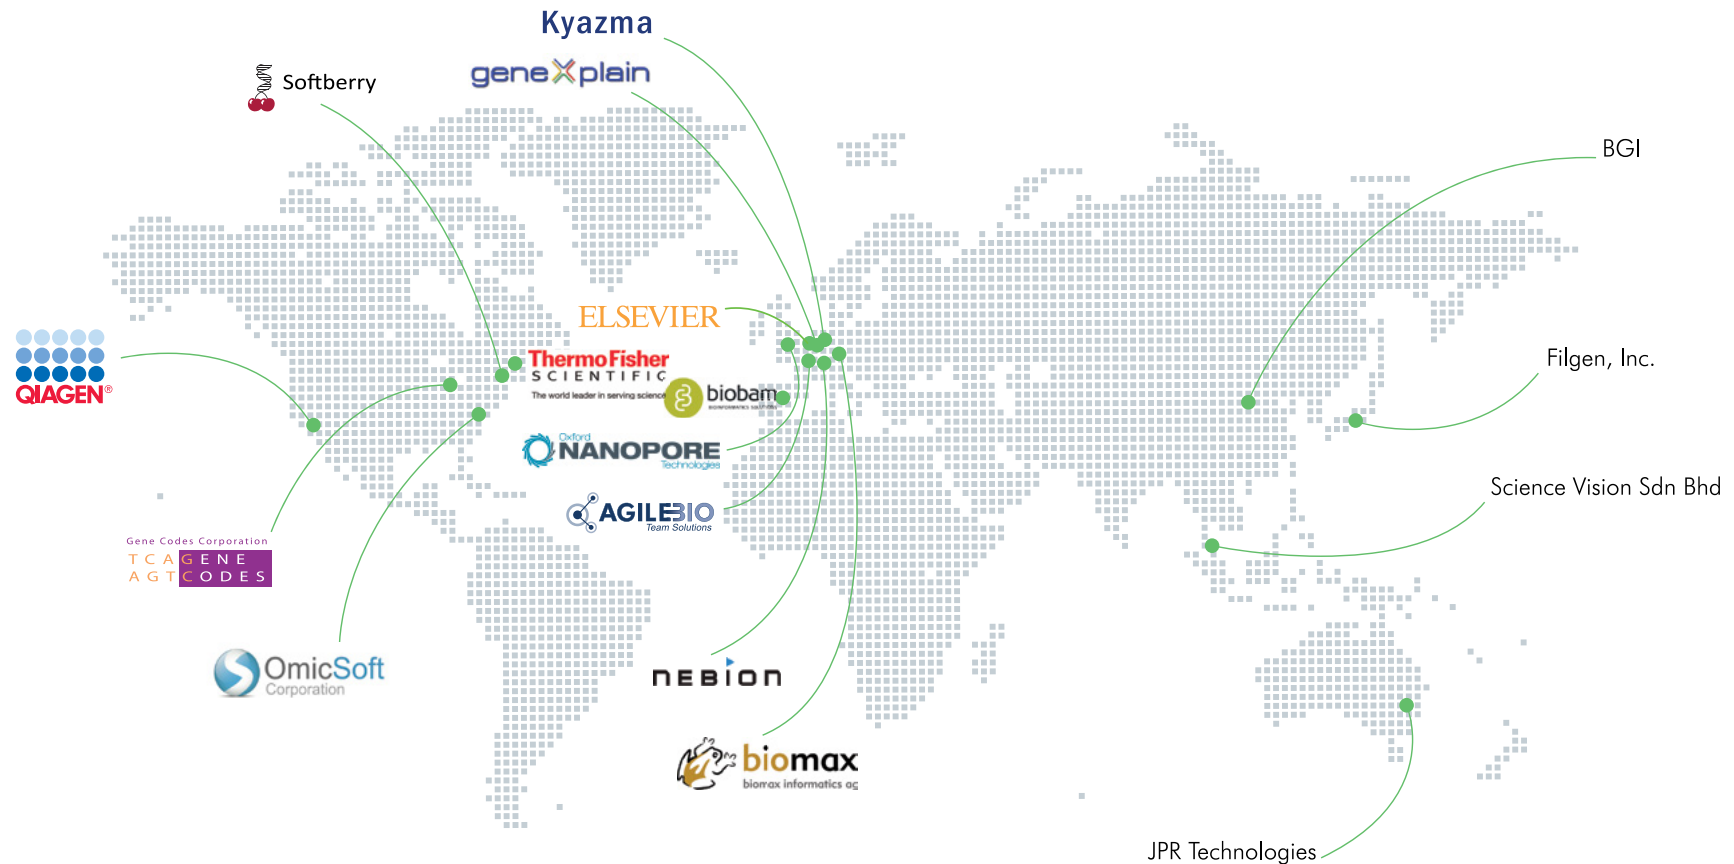 Kyazma
geneXplain
Softberry
BGI
ELSEVIER
QIAGEN®
ThermoFisher
SCIENTIFIC
The world leader in serving science
Filgen, Inc.
biobam
BIOINFORMATICS SOLUTIONS
Oxford
NANOPORE
Technologies
Science Vision Sdn Bhd
AGILEBIO
Team Solutions
Gene Codes Corporation
TCAGENE
AGTCODES
OmicSoft
Corporation
nebion
biomax
biomax informatics ag
JPR Technologies